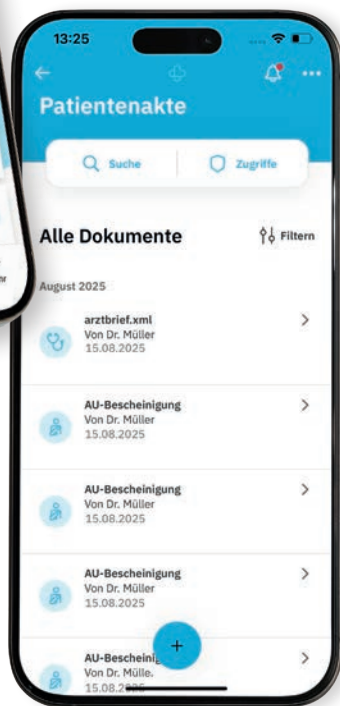 13:25
Patientenakte
Suche
Zugriffe
Alle Dokumente
Filtern
August 2025
arztbrief.xml
Von Dr. Müller
15.08.2025
AU-Bescheinigung
Von Dr. Müller
15.08.2025
AU-Bescheinigung
Von Dr. Müller
15.08.2025
AU-Bescheinigung
Von Dr. Müller
15.08.2025
Von Dr.